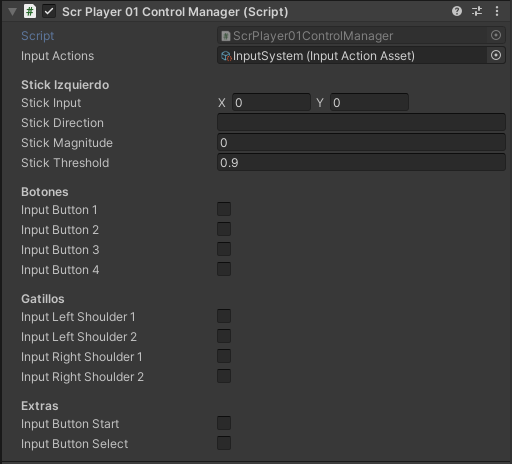 Scr Player 01 Control Manager (Script)
Script ScrPlayer01ControlManager
Input Actions InputSystem (Input Action Asset)
Stick Izquierdo
Stick Input X 0 Y 0
Stick Direction
Stick Magnitude 0
Stick Threshold 0.9
Botones
Input Button 1
Input Button 2
Input Button 3
Input Button 4
Gatillos
Input Left Shoulder 1
Input Left Shoulder 2
Input Right Shoulder 1
Input Right Shoulder 2
Extras
Input Button Start
Input Button Select